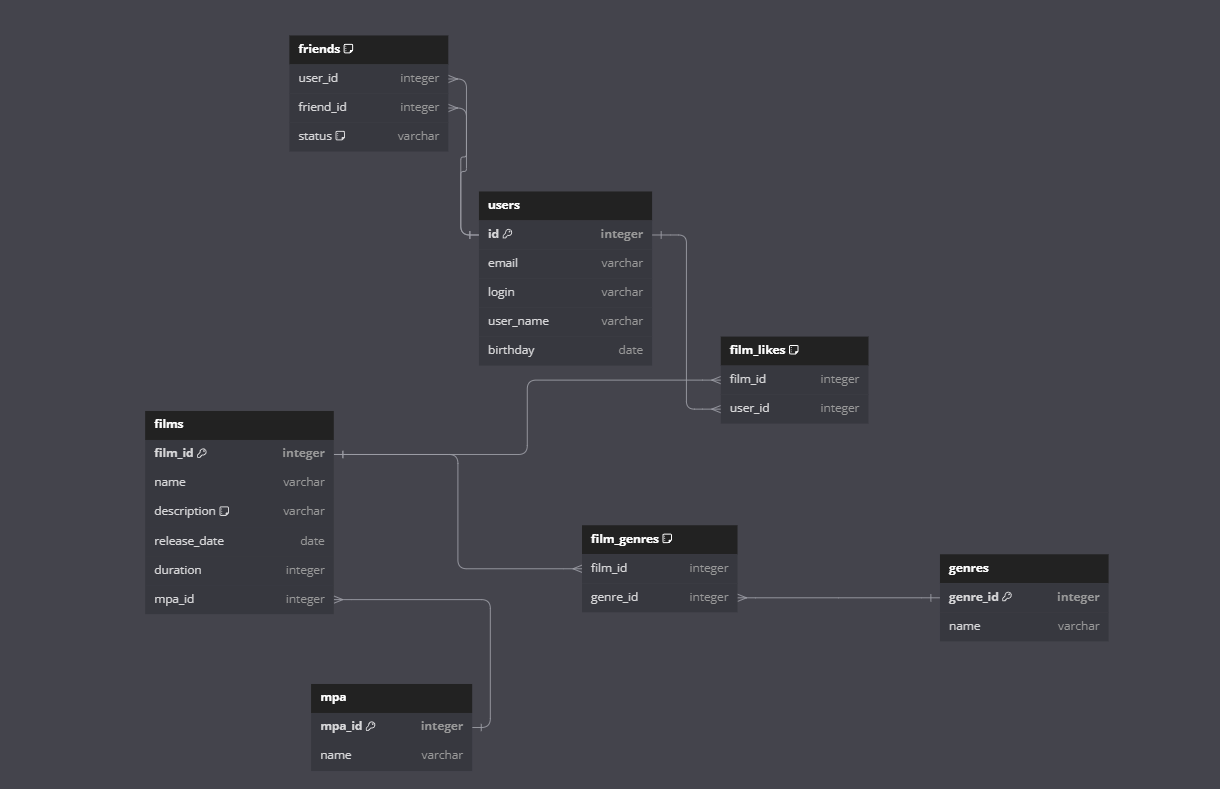 friends
user_id integer
friend_id integer
status varchar
users
id integer
email varchar
login varchar
user_name varchar
birthday date
film_likes
film_id integer
user_id integer
films
film_id integer
name varchar
description varchar
release_date date
duration integer
mpa_id integer
film_genres
film_id integer
genre_id integer
genres
genre_id integer
name varchar
mpa
mpa_id integer
name varchar